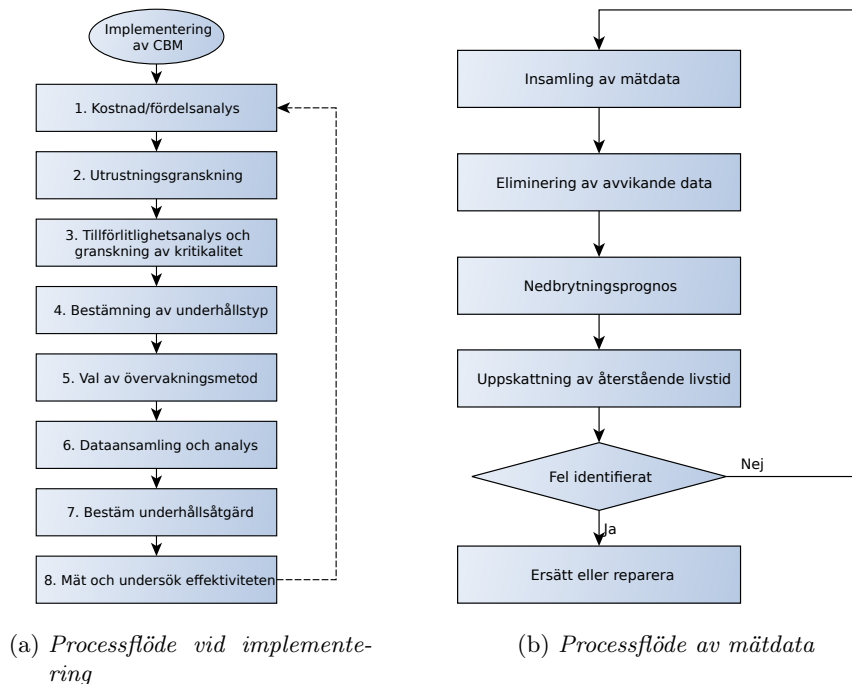 Implementering
av CBM
1. Kostnad/fördelsanalys
2. Utrustningsgranskning
3. Tillförlitlighetsanalys och
granskning av kritikalitet
4. Bestämning av underhållstyp
5. Val av övervakningsmetod
6. Dataansamling och analys
7. Bestäm underhållsåtgärd
8. Mät och undersök effektiviteten
(a) Processflöde vid implemente-
ring
Insamling av mätdata
Eliminering av avvikande data
Nedbrytningsprognos
Uppskattning av återstående livstid
Fel identifierat
Nej
Ja
Ersätt eller reparera
(b) Processflöde av mätdata